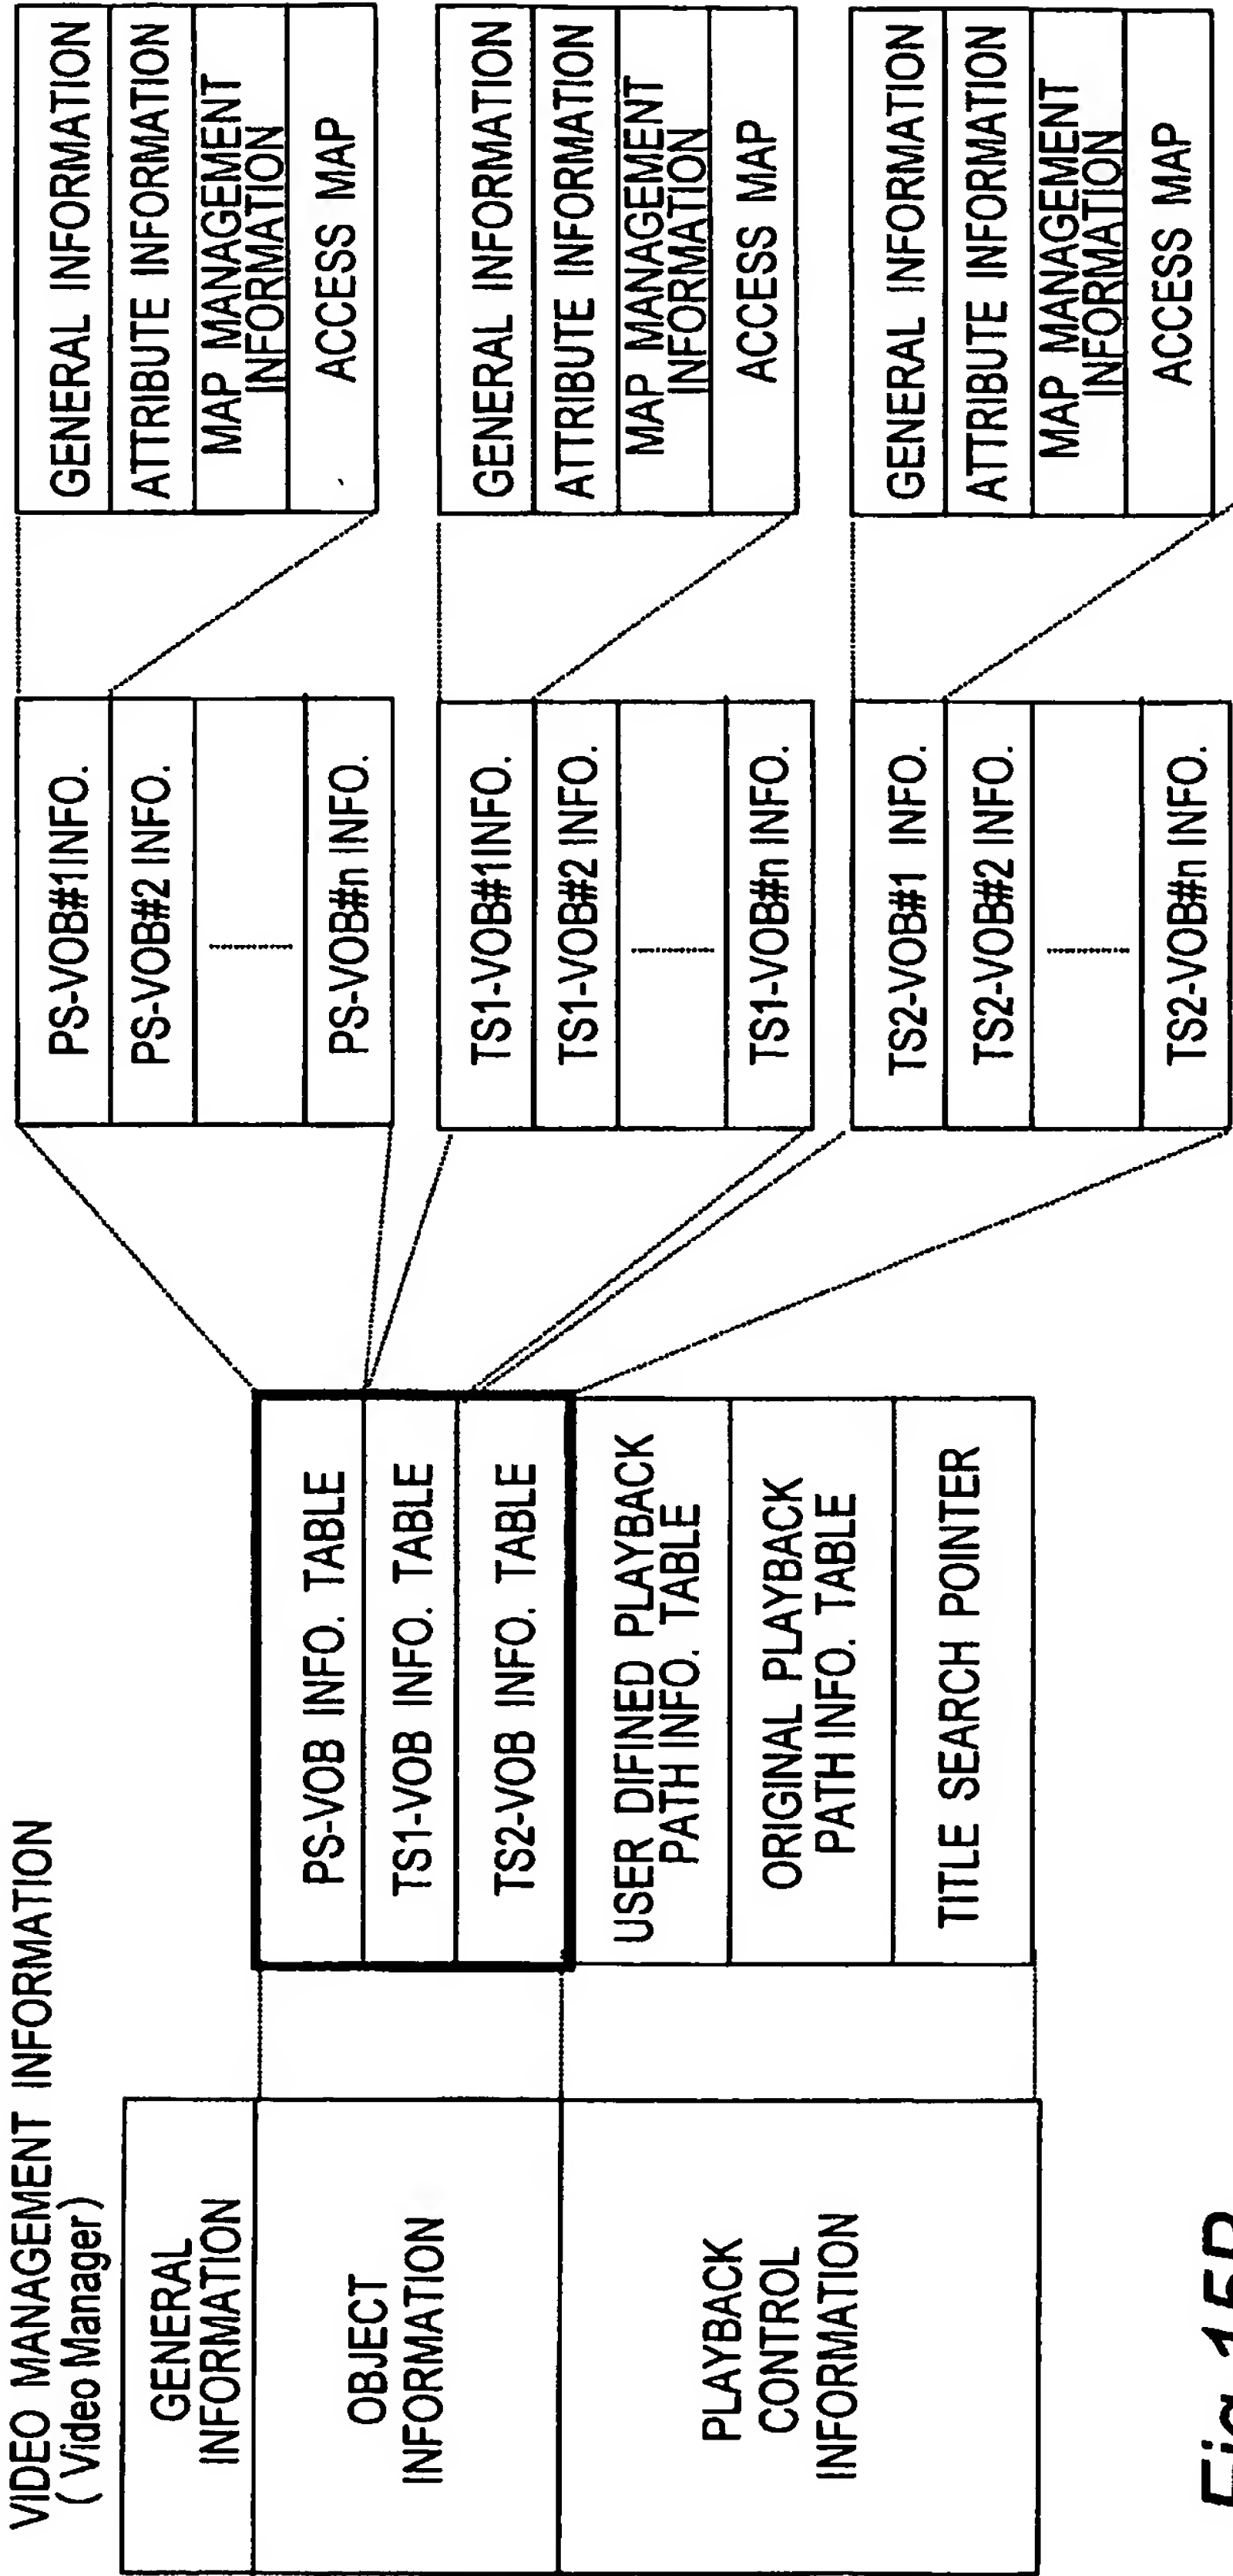 VIDEO MANAGEMENT INFORMATION
( Video Manager )
GENERAL
INFORMATION
OBJECT
INFORMATION
PLAYBACK
CONTROL
INFORMATION
PS-VOB INFO. TABLE
TS1-VOB INFO. TABLE
TS2-VOB INFO. TABLE
USER DIFINED PLAYBACK
PATH INFO. TABLE
ORIGINAL PLAYBACK
PATH INFO. TABLE
TITLE SEARCH POINTER
PS-VOB#1INFO.
PS-VOB#2 INFO.
PS-VOB#n INFO.
TS1-VOB#1INFO.
TS1-VOB#2 INFO.
TS1-VOB#n INFO.
TS2-VOB#1 INFO.
TS2-VOB#2 INFO.
TS2-VOB#n INFO.
GENERAL INFORMATION
ATTRIBUTE INFORMATION
MAP MANAGEMENT
INFORMATION
ACCESS MAP
GENERAL INFORMATION
ATTRIBUTE INFORMATION
MAP MANAGEMENT
INFORMATION
ACCESS MAP
GENERAL INFORMATION
ATTRIBUTE INFORMATION
MAP MANAGEMENT
INFORMATION
ACCESS MAP
Fig.